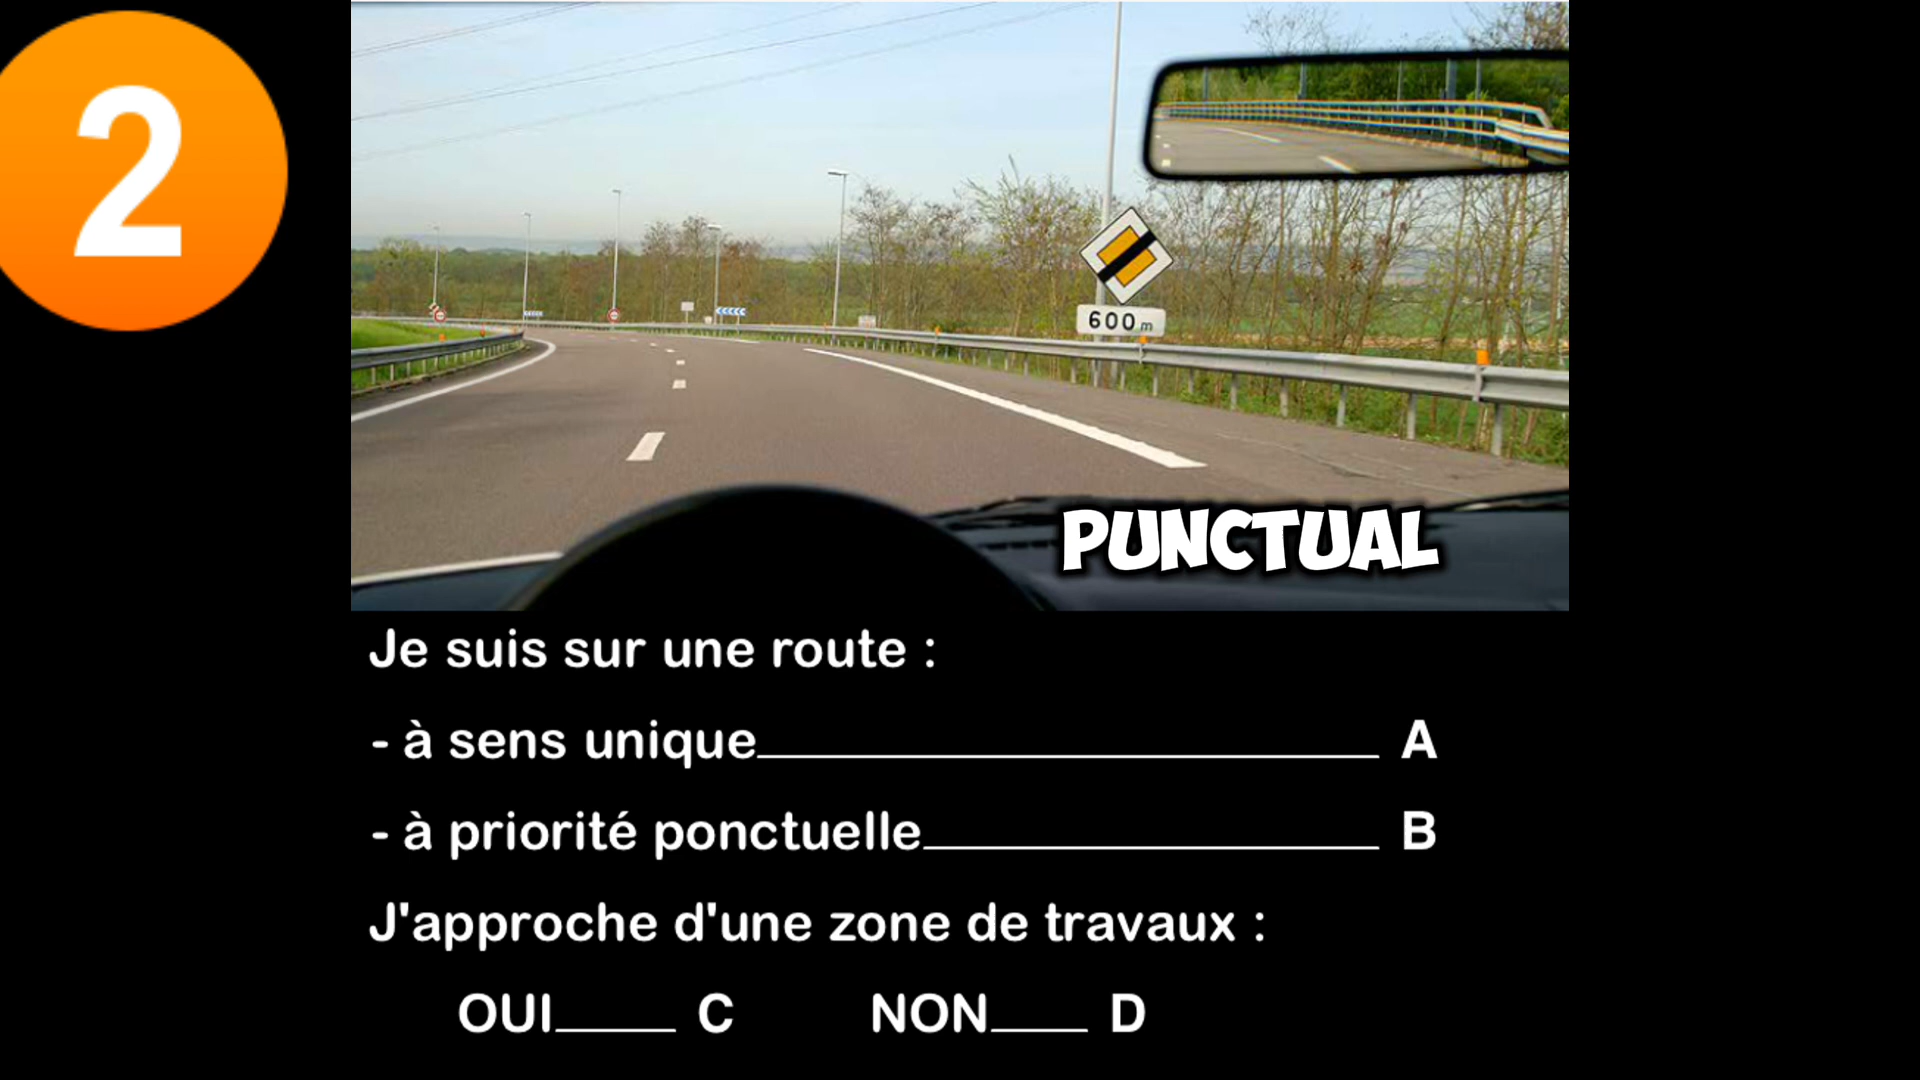 2
600m
PUNCTUAL
Je suis sur une route :
- à sens unique A
- à priorité ponctuelle B
J'approche d'une zone de travaux :
OUI C NON D